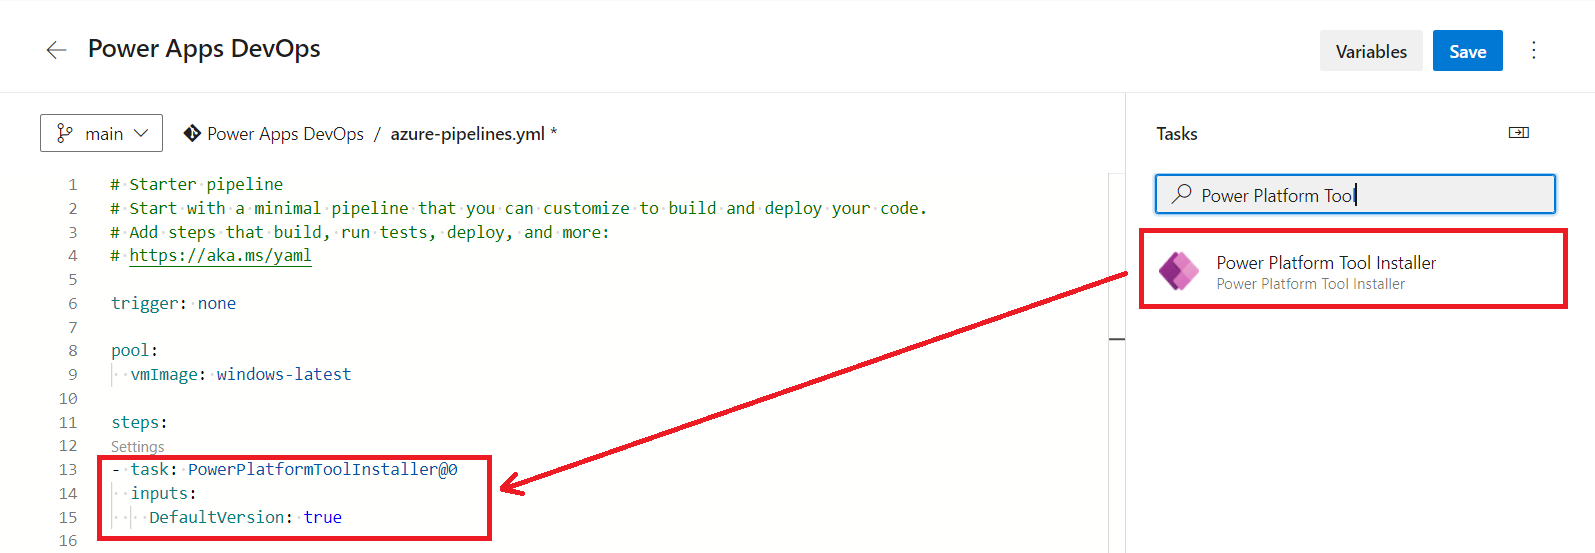 Power Apps DevOps
Variables
Save
main
Power Apps DevOps / azure-pipelines.yml *
1 # Starter pipeline
2 # Start with a minimal pipeline that you can customize to build and deploy your code.
3 # Add steps that build, run tests, deploy, and more:
4 # https://aka.ms/yaml
5
6 trigger: none
7
8 pool:
9   vmImage: windows-latest
10
11 steps:
Settings
12
13 - task: PowerPlatformToolInstaller@0
14   inputs:
15     DefaultVersion: true
16
Tasks
Power Platform Tool
Power Platform Tool Installer
Power Platform Tool Installer